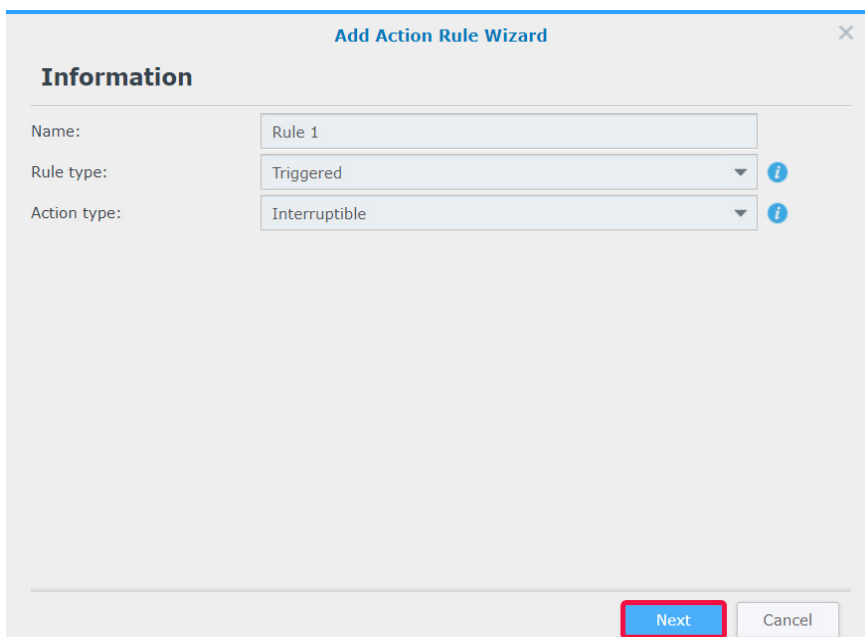 Add Action Rule Wizard
Information
Name: Rule 1
Rule type: Triggered
Action type: Interruptible
Next Cancel